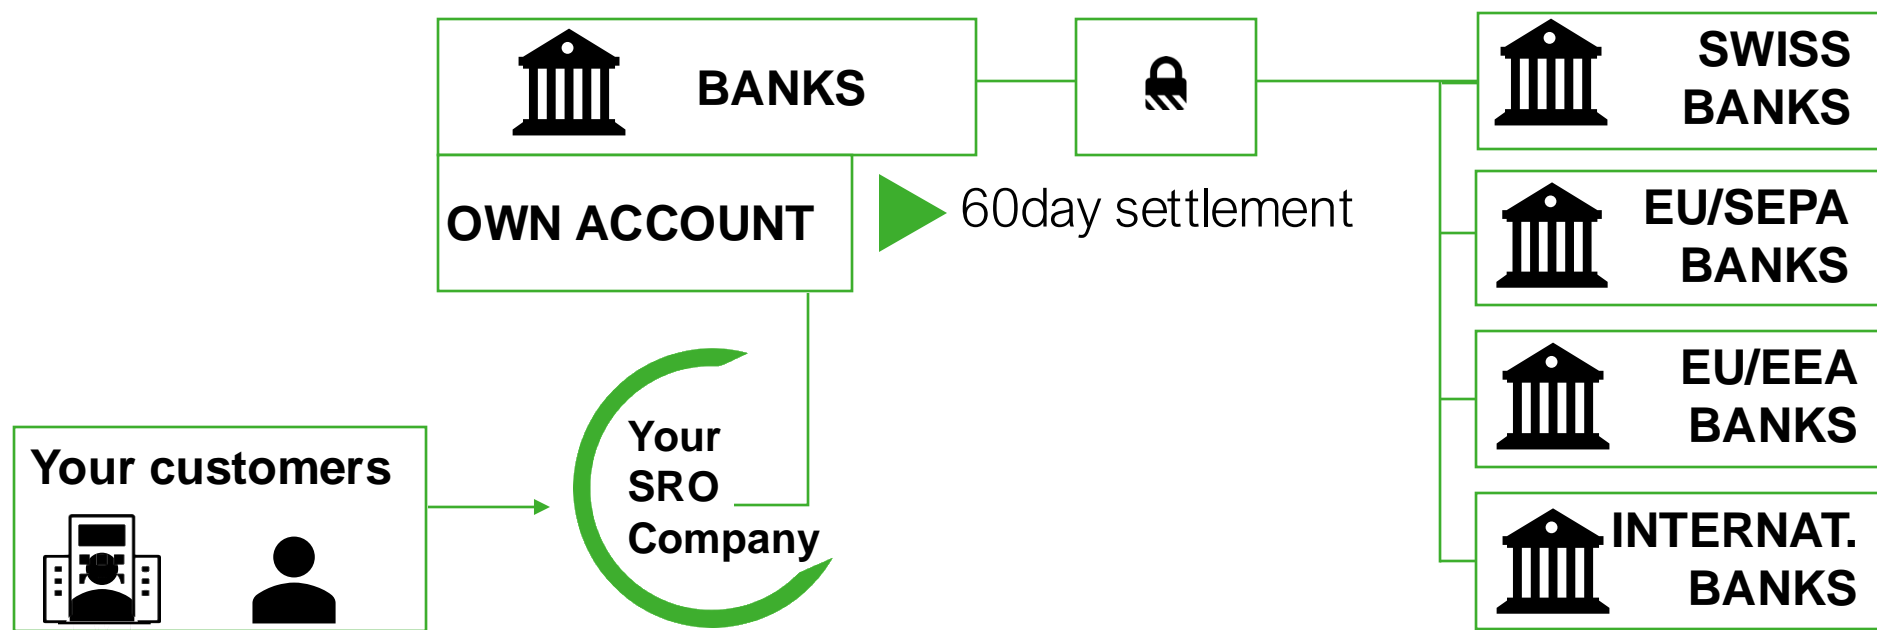 BANKS
OWN ACCOUNT
60day settlement
Your customers
Your
SRO
Company
SWISS
BANKS
EU/SEPA
BANKS
EU/EEA
BANKS
INTERNAT.
BANKS